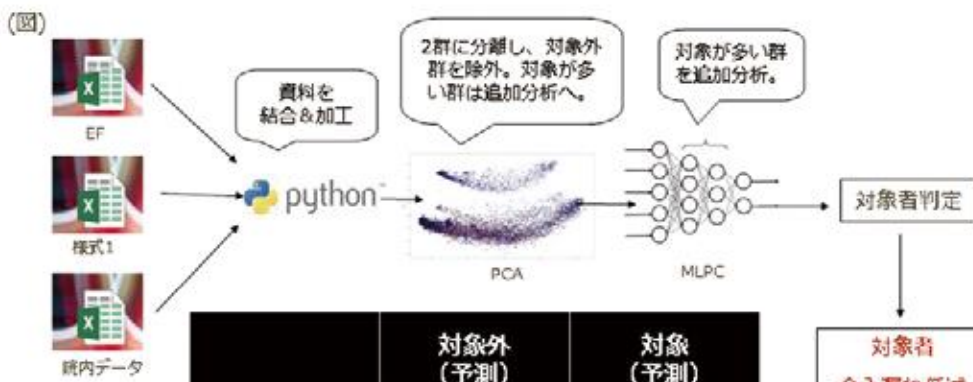 (図)
EF
様式1
院内データ
資料を
結合&加工
python
2群に分離し、対象外
群を除外。対象が多
い群は追加分析へ。
PCA
対象が多い群
を追加分析。
MLPC
対象者判定
対象外
(予測)
対象
(予測)
対象者